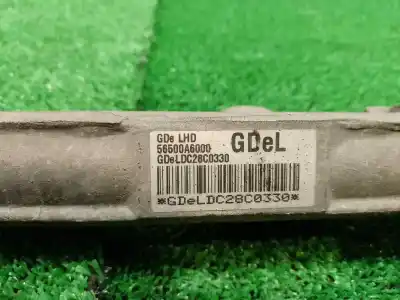 GDe LHD
56500A6000
GDeL
GDeLDC28C0330
*GDeLDC28C0330*